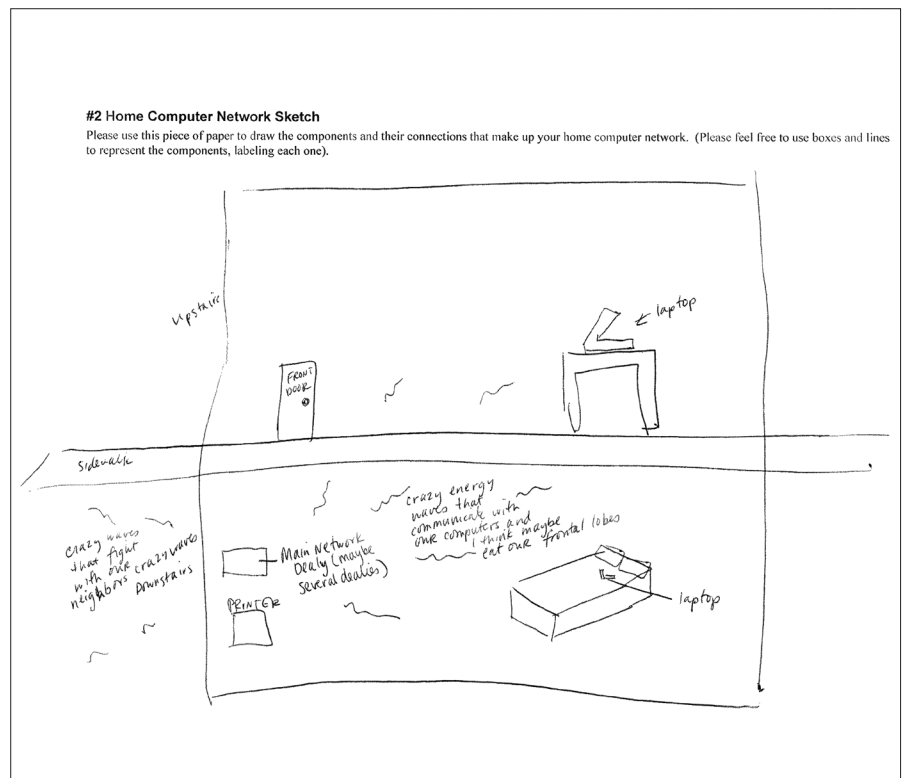 #2 Home Computer Network Sketch
Please use this piece of paper to draw the components and their connections that make up your home computer network. (Please feel free to use boxes and lines
to represent the components, labeling each one).
Upstairs
laptop
FRONT
DOOR
Sidewalk
crazy waves
that fight
with our
neighbors crazy waves
Downstairs
Main Network
Dealy (maybe
several dealies)
crazy energy
waves that
communicate with
our computers and
I think maybe
eat our frontal lobes
PRINTER
laptop